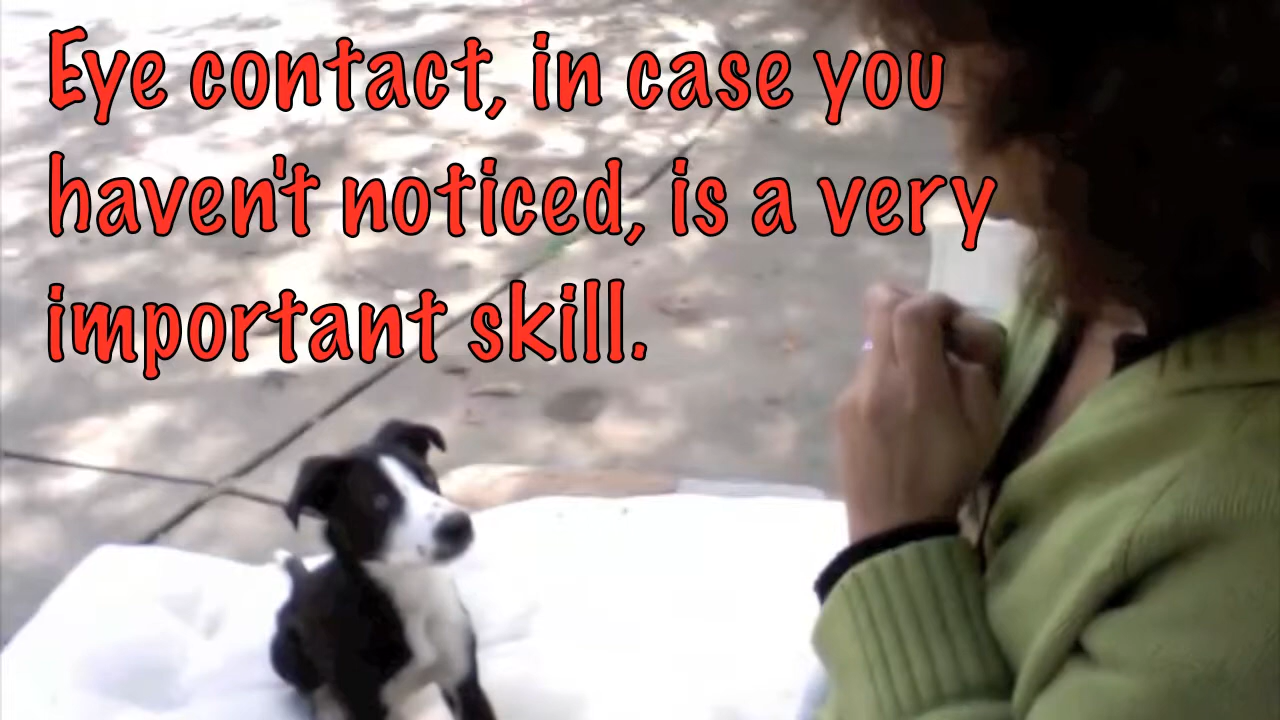 Eye contact, in case you
haven't noticed, is a very
important skill.